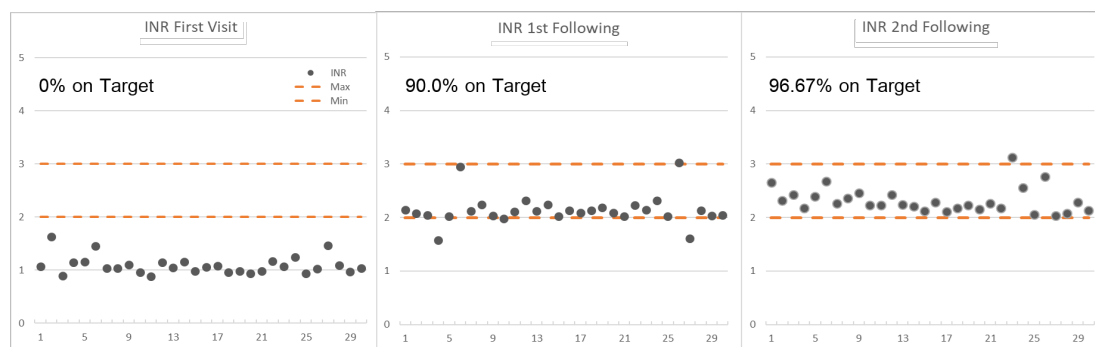 INR First Visit
5
0% on Target
INR
Max
Min
4
3
2
1
0
1 5 9 13 17 21 25 29
INR 1st Following
5
90.0% on Target
4
3
2
1
0
1 5 9 13 17 21 25 29
INR 2nd Following
5
96.67% on Target
4
3
2
1
0
1 5 9 13 17 21 25 29